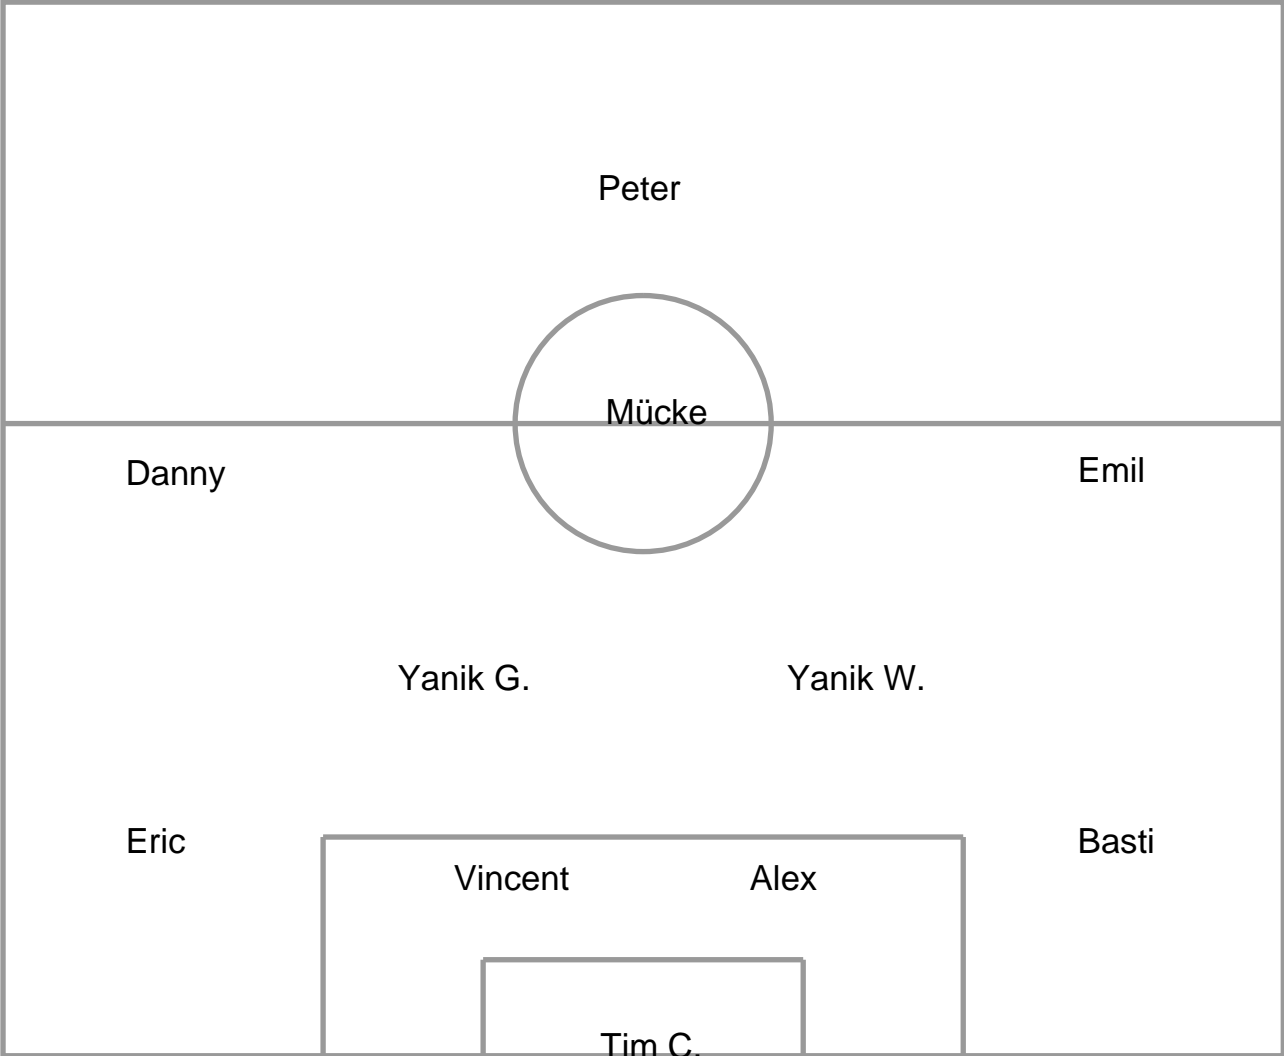 Peter
Mücke
Danny
Emil
Yanik G.
Yanik W.
Eric
Basti
Vincent
Alex
Tim C.